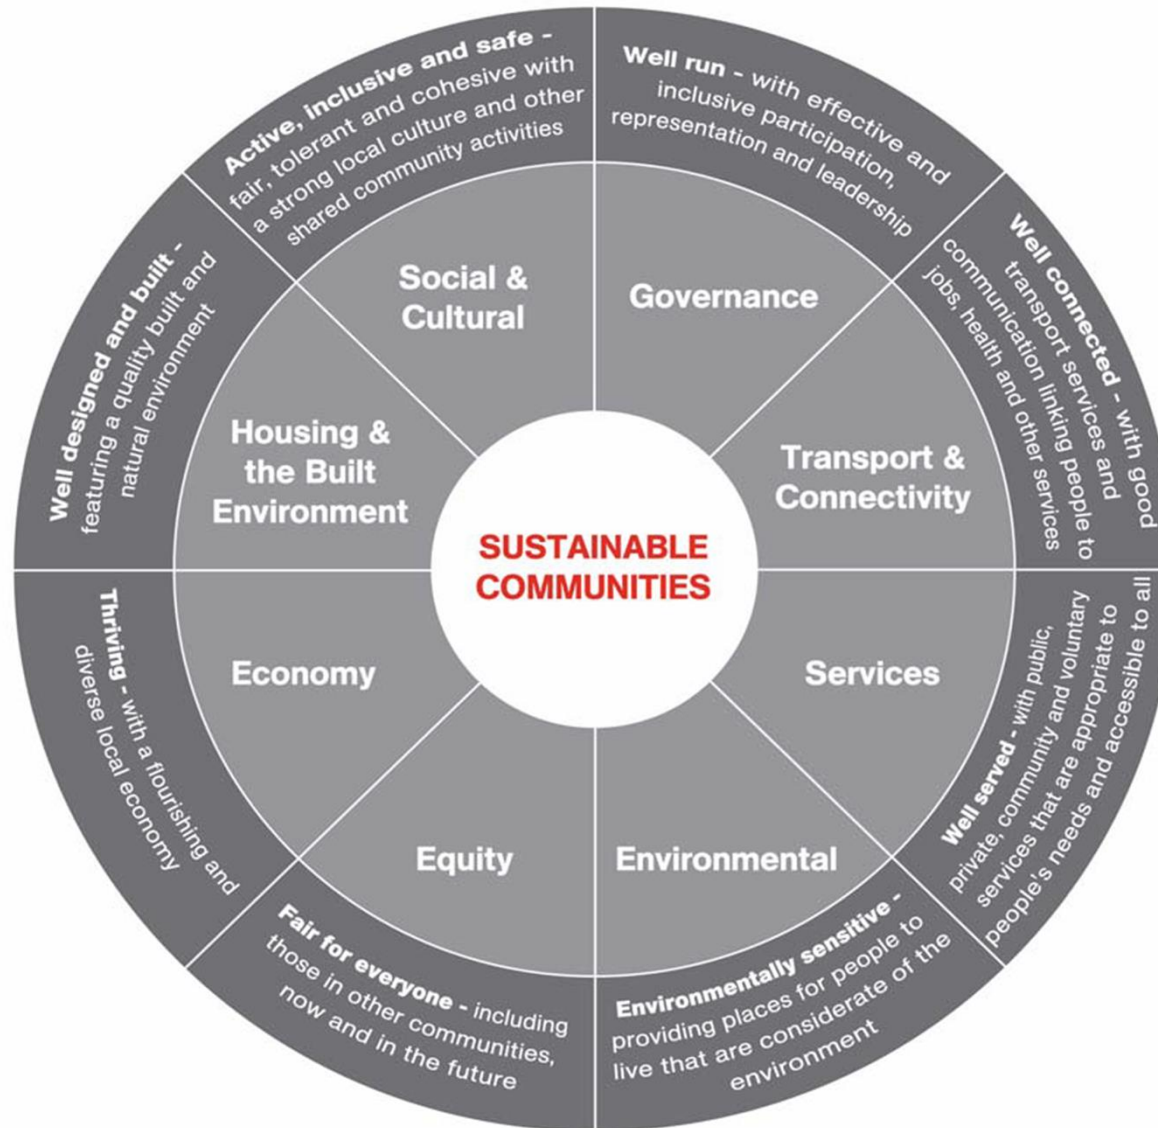 Active, inclusive and safe -
fair, tolerant and cohesive with
a strong local culture and other
shared community activities
Well run - with effective and
inclusive participation,
representation and leadership
Well connected - with good
transport services and
communication linking people to
jobs, health and other services
Well served - with public,
private, community and voluntary
services that are appropriate to
people's needs and accessible to all
Environmentally sensitive -
providing places for people to
live that are considerate of the
environment
Fair for everyone - including
those in other communities,
now and in the future
Thriving - with a flourishing and
diverse local economy
Well designed and built -
featuring a quality built and
natural environment
Social &
Cultural
Governance
Transport &
Connectivity
Services
Environmental
Equity
Economy
Housing &
the Built
Environment
SUSTAINABLE
COMMUNITIES